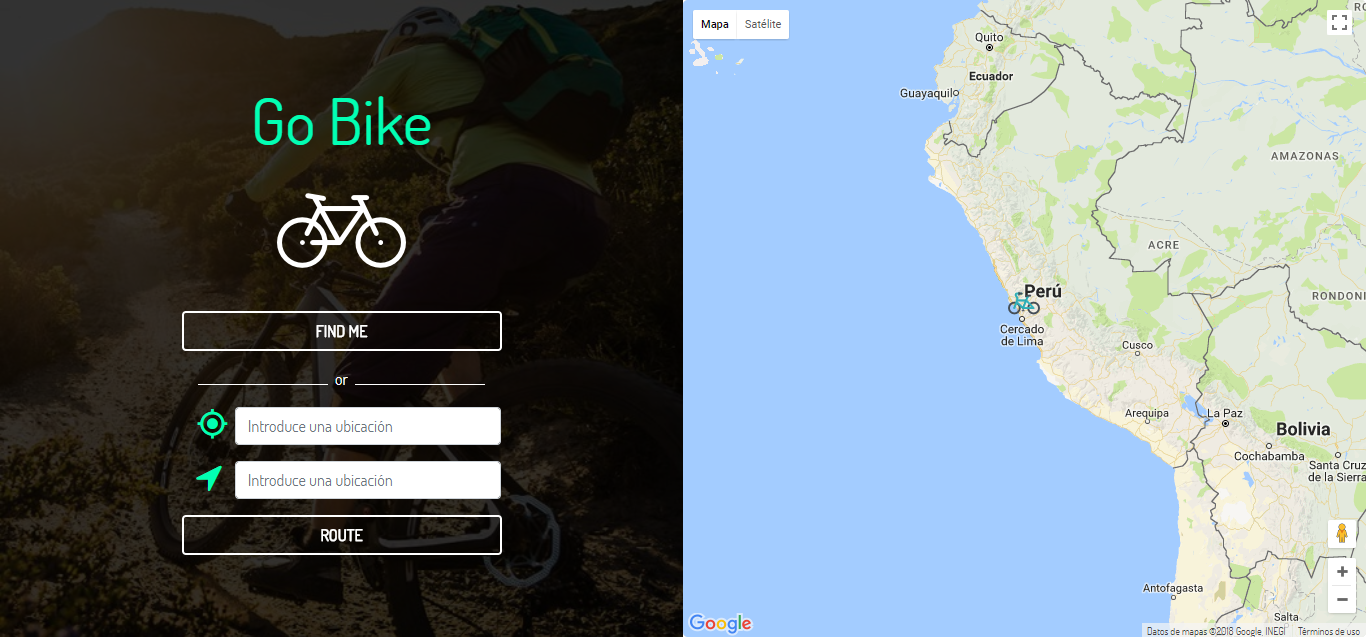 Go Bike
FIND ME
or
Introduce una ubicación
Introduce una ubicación
ROUTE
Mapa
Satélite
Quito
Ecuador
Guayaquil
AMAZONAS
ACRE
RONDONI
Perú
Cercado
de Lima
Cusco
Arequipa
La Paz
Bolivia
Cochabamba
Santa Cruz
de la Sierra
Antofagasta
Salta
Google
Datos de mapas ©2018 Google, INEGI
Términos de uso